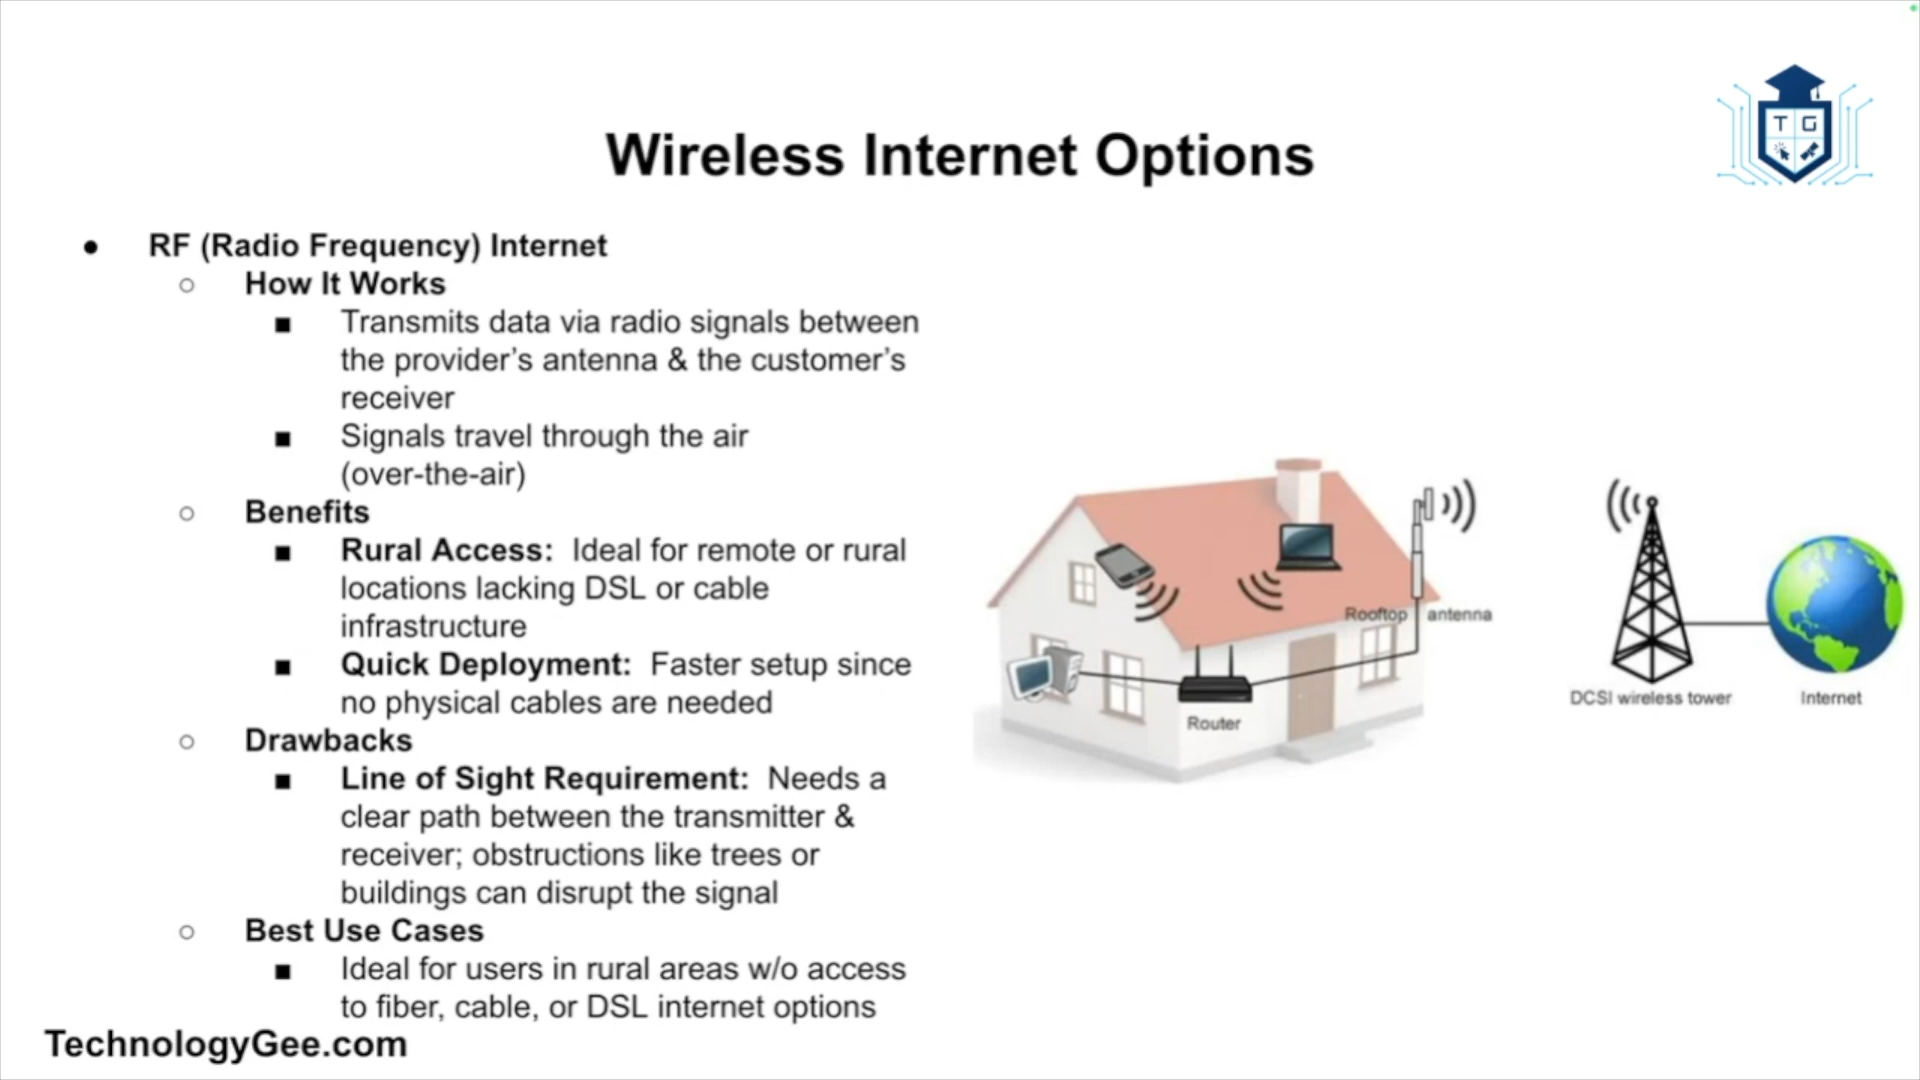 Wireless Internet Options
T G
● RF (Radio Frequency) Internet
○ How It Works
■ Transmits data via radio signals between
the provider’s antenna & the customer’s
receiver
■ Signals travel through the air
(over-the-air)
○ Benefits
■ Rural Access: Ideal for remote or rural
locations lacking DSL or cable
infrastructure
■ Quick Deployment: Faster setup since
no physical cables are needed
○ Drawbacks
■ Line of Sight Requirement: Needs a
clear path between the transmitter &
receiver; obstructions like trees or
buildings can disrupt the signal
○ Best Use Cases
■ Ideal for users in rural areas w/o access
to fiber, cable, or DSL internet options
Rooftop antenna
Router
DCSI wireless tower
Internet
TechnologyGee.com